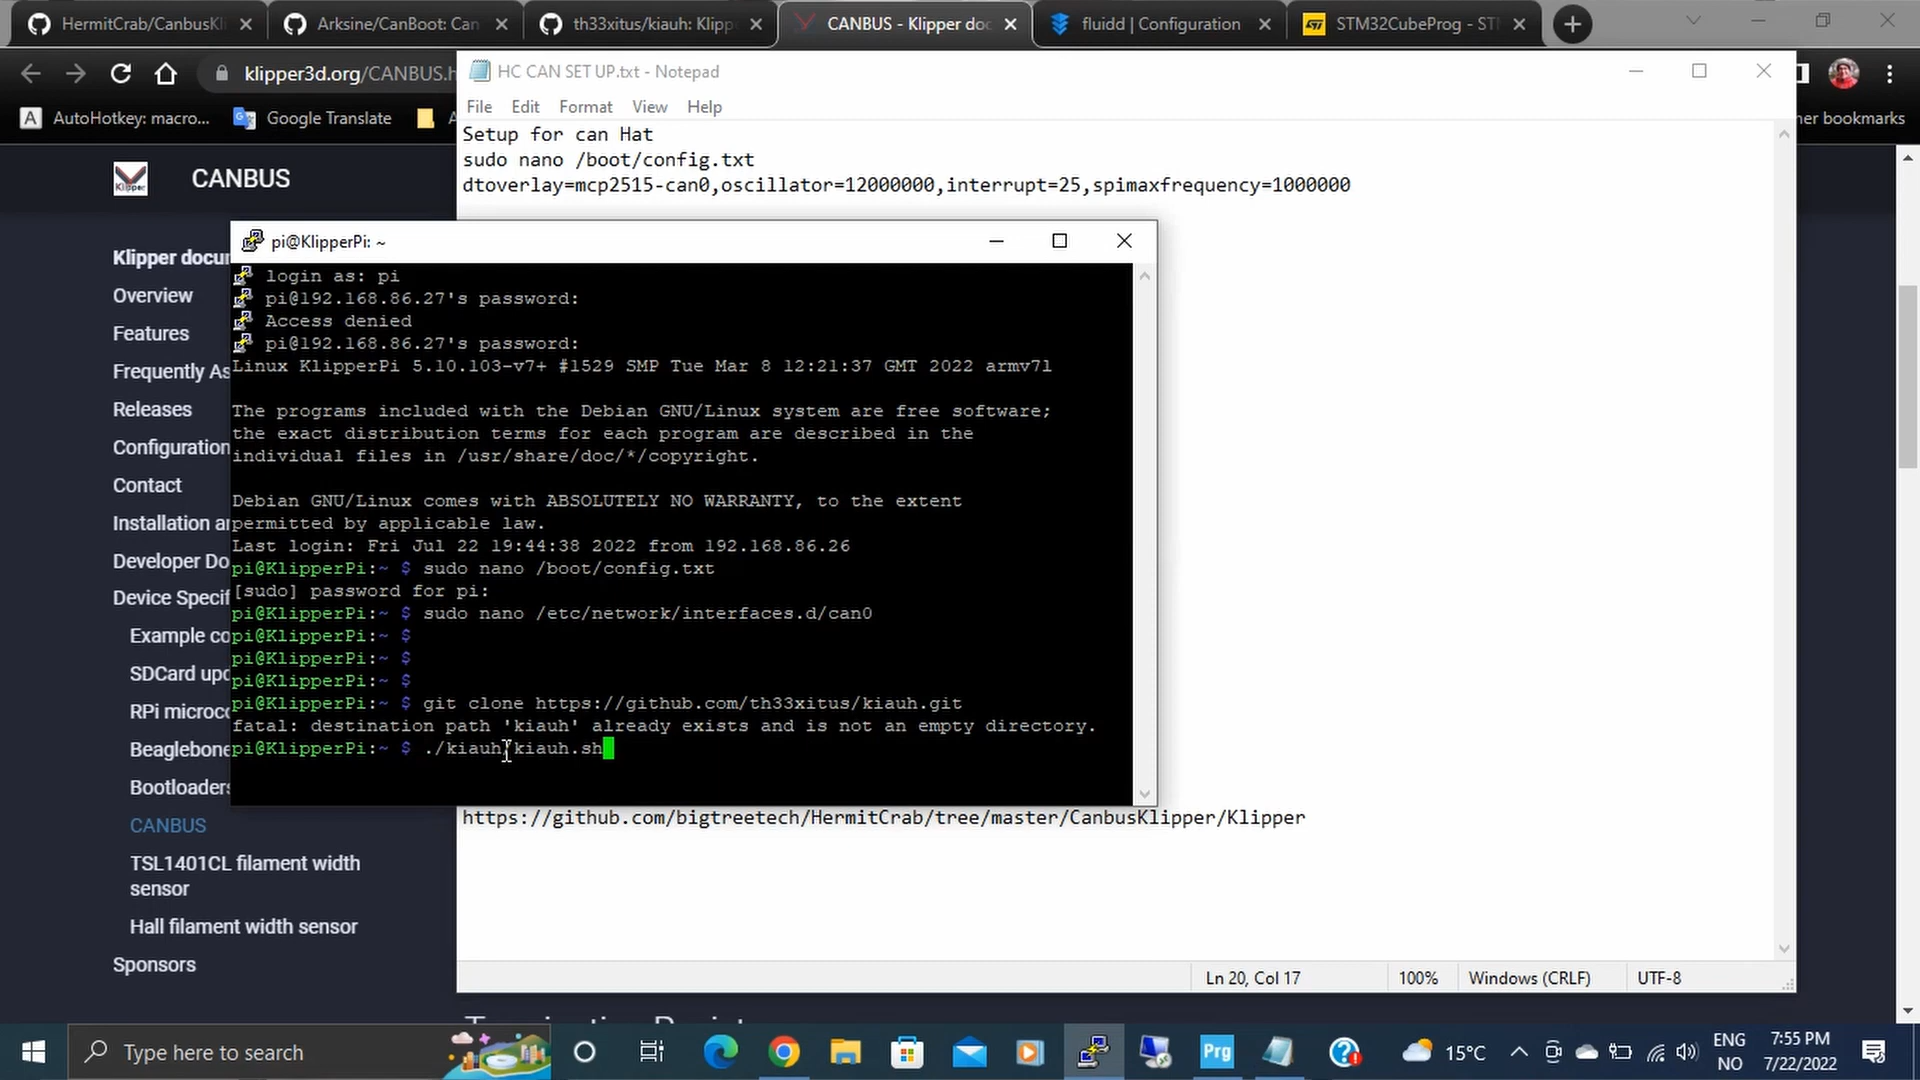 HermitCrab/CanbusKli
Arksine/CanBoot: Can
th33xitus/kiauh: Klipp
CANBUS - Klipper doc
fluidd | Configuration
STM32CubeProg - ST
klipper3d.org/CANBUS.h
AutoHotkey: macro...
Google Translate
her bookmarks
HC CAN SET UP.txt - Notepad
File Edit Format View Help
Setup for can Hat
sudo nano /boot/config.txt
dtoverlay=mcp2515-can0,oscillator=12000000,interrupt=25,spimaxfrequency=1000000
CANBUS
Klipper docu
Overview
Features
Frequently As
Releases
Configuration
Contact
Installation a
Developer Do
Device Specif
Example co
SDCard upd
RPi microco
Beaglebone
Bootloaders
CANBUS
TSL1401CL filament width
sensor
Hall filament width sensor
Sponsors
pi@KlipperPi: ~
login as: pi
pi@192.168.86.27's password:
Access denied
pi@192.168.86.27's password:
Linux KlipperPi 5.10.103-v7+ #1529 SMP Tue Mar 8 12:21:37 GMT 2022 armv7l
The programs included with the Debian GNU/Linux system are free software;
the exact distribution terms for each program are described in the
individual files in /usr/share/doc/*/copyright.
Debian GNU/Linux comes with ABSOLUTELY NO WARRANTY, to the extent
permitted by applicable law.
Last login: Fri Jul 22 19:44:38 2022 from 192.168.86.26
pi@KlipperPi:~ $ sudo nano /boot/config.txt
[sudo] password for pi:
pi@KlipperPi:~ $ sudo nano /etc/network/interfaces.d/can0
pi@KlipperPi:~ $
pi@KlipperPi:~ $
pi@KlipperPi:~ $
pi@KlipperPi:~ $ git clone https://github.com/th33xitus/kiauh.git
fatal: destination path 'kiauh' already exists and is not an empty directory.
pi@KlipperPi:~ $ ./kiauh/kiauh.sh
https://github.com/bigtreetech/HermitCrab/tree/master/CanbusKlipper/Klipper
Ln 20, Col 17
100%
Windows (CRLF)
UTF-8
Type here to search
Prg
15°C
ENG
NO
7:55 PM
7/22/2022